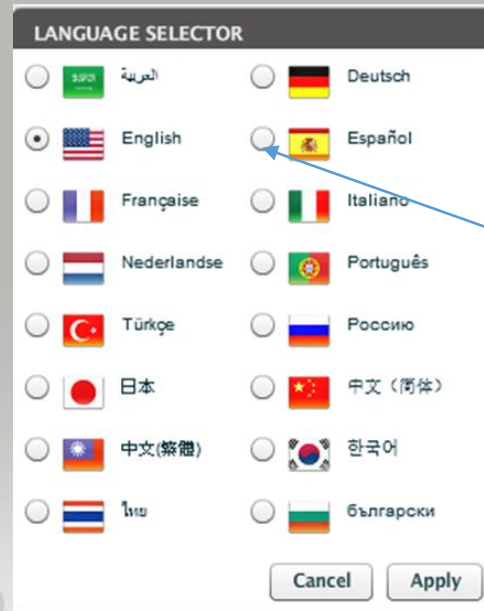 LANGUAGE SELECTOR
العربية Deutsch
English Español
Française Italiano
Nederlandse Português
Türkçe Россию
日本 中文（简体）
中文(繁體) 한국어
ไทย български
Cancel Apply